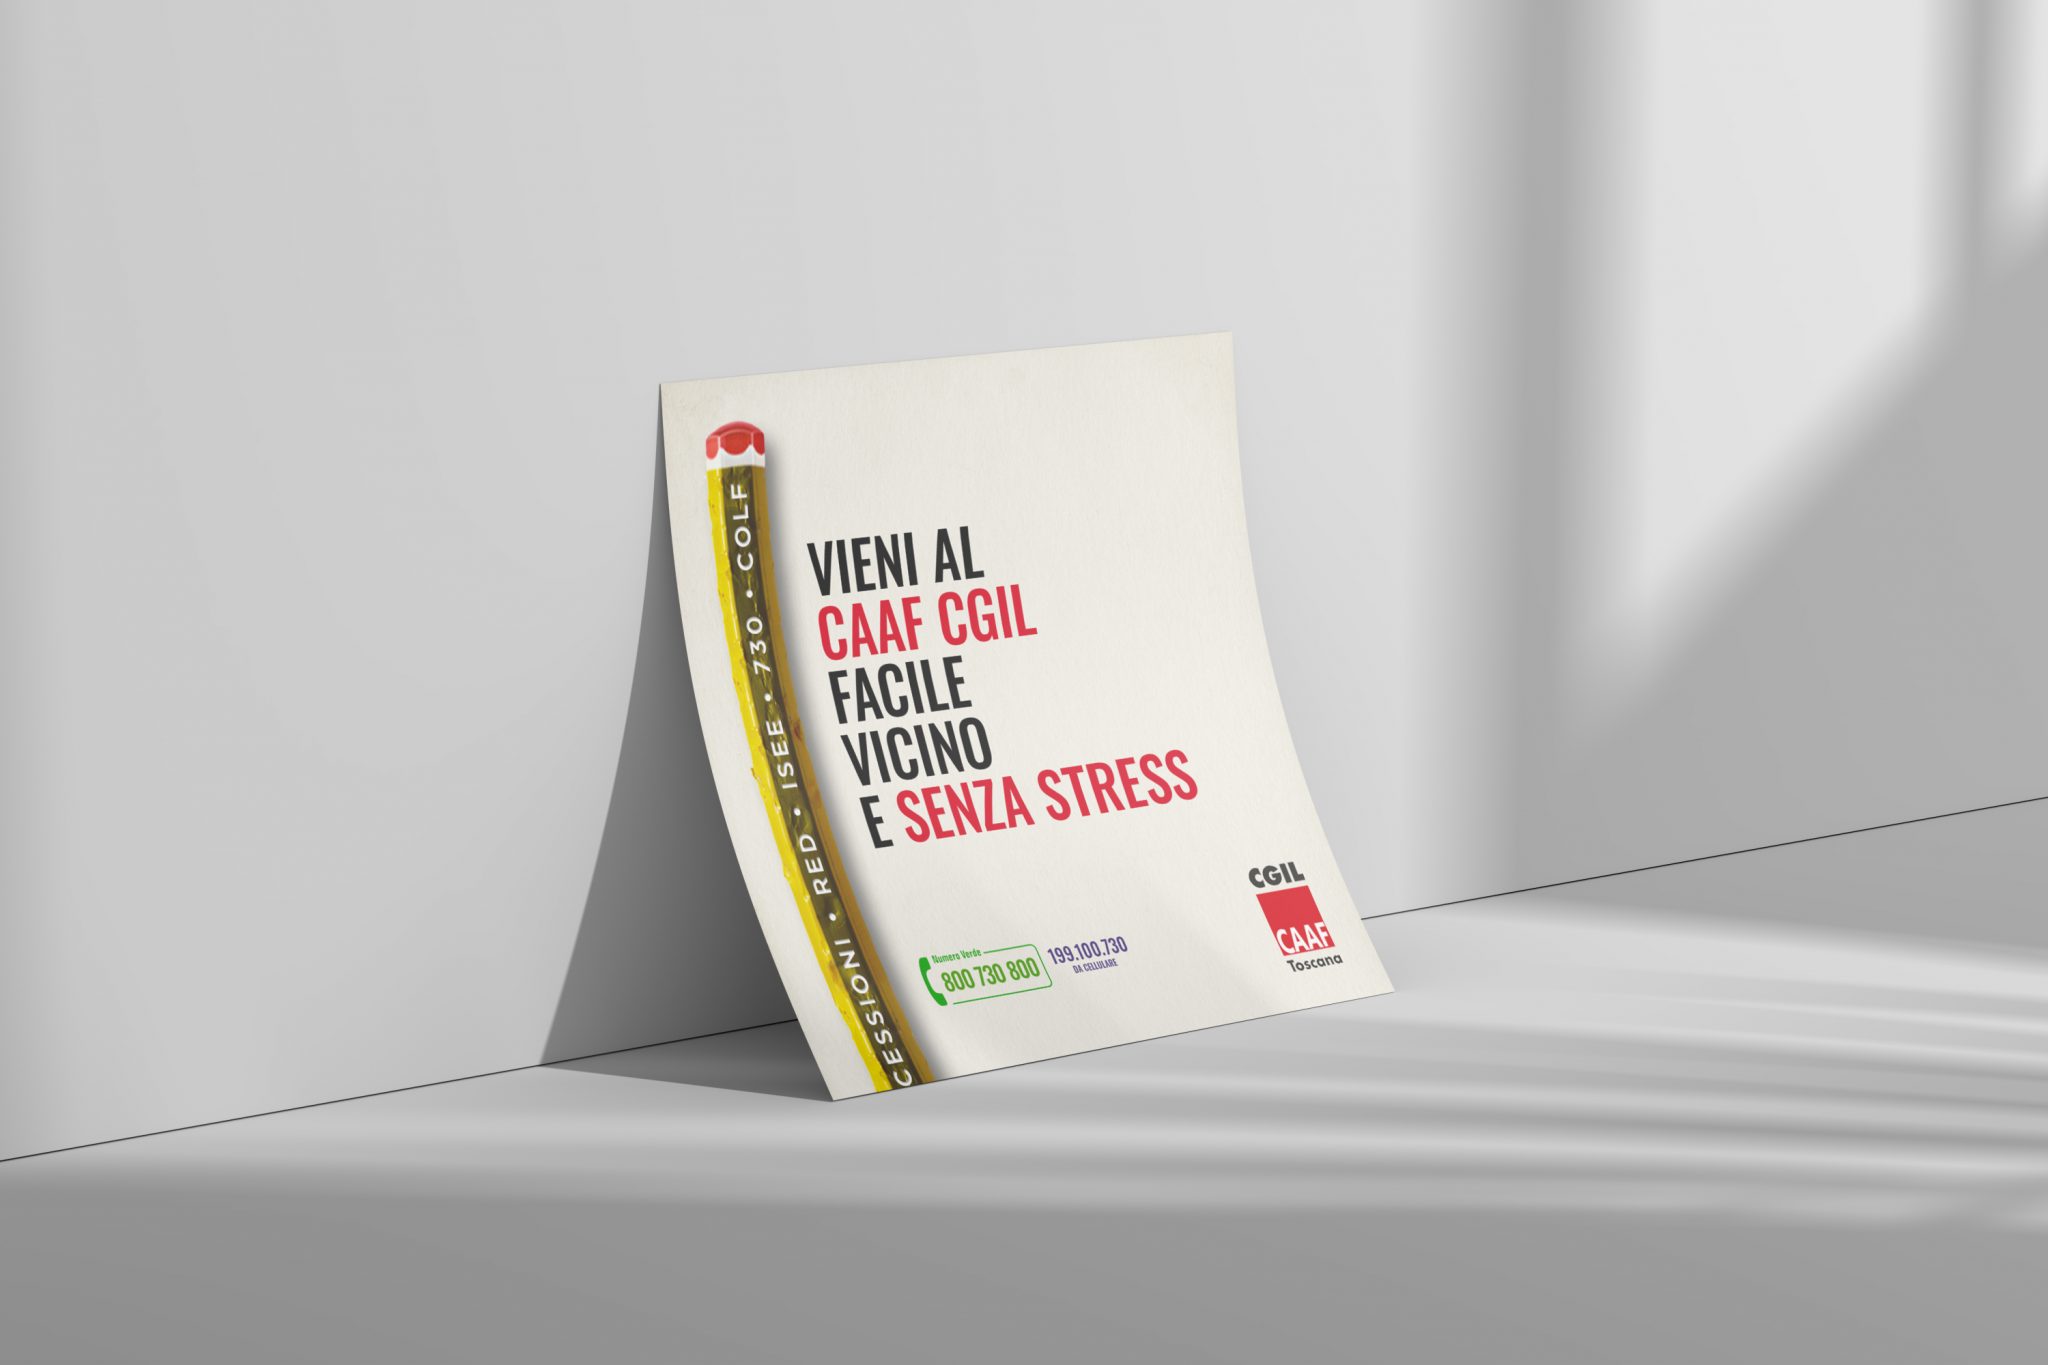 CESSIONI • RED • ISEE • 730 • COLF
VIENI AL
CAAF CGIL
FACILE
VICINO
E SENZA STRESS
Numero Verde
800 730 800
199.100.730
DA CELLULARE
CGIL
CAAF
Toscana